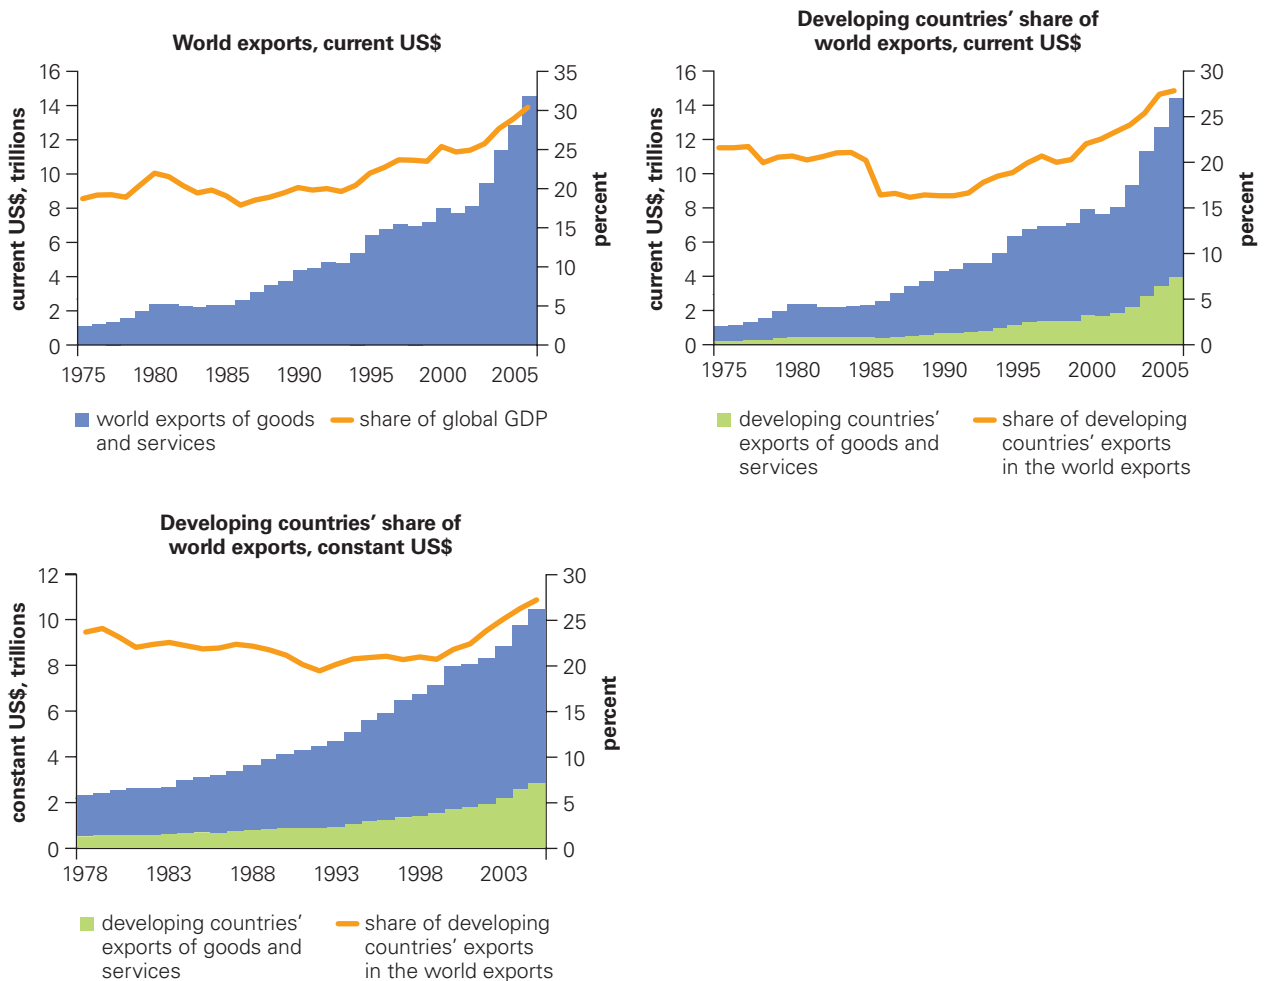 World exports, current US$
16
14
12
10
8
6
4
2
0
current US$, trillions
35
30
25
20
15
10
5
0
percent
1975 1980 1985 1990 1995 2000 2005
world exports of goods
and services
share of global GDP
Developing countries' share of
world exports, current US$
16
14
12
10
8
6
4
2
0
current US$, trillions
30
25
20
15
10
5
0
percent
1975 1980 1985 1990 1995 2000 2005
developing countries'
exports of goods and
services
share of developing
countries' exports
in the world exports
Developing countries' share of
world exports, constant US$
12
10
8
6
4
2
0
constant US$, trillions
30
25
20
15
10
5
0
percent
1978 1983 1988 1993 1998 2003
developing countries'
exports of goods and
services
share of developing
countries' exports
in the world exports